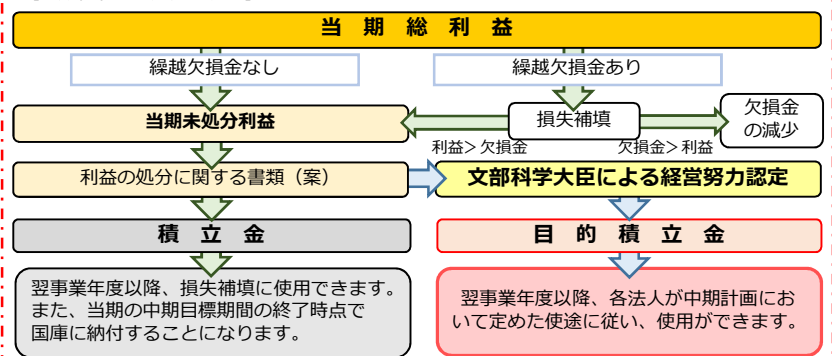 当期総利益
繰越欠損金なし
繰越欠損金あり
当期未処分利益
損失補填
欠損金
の減少
利益＞欠損金
欠損金＞利益
利益の処分に関する書類（案）
文部科学大臣による経営努力認定
積立金
目的積立金
翌事業年度以降、損失補填に使用できます。
また、当期の中期目標期間の終了時点で
国庫に納付することになります。
翌事業年度以降、各法人が中期計画にお
いて定めた使途に従い、使用ができます。